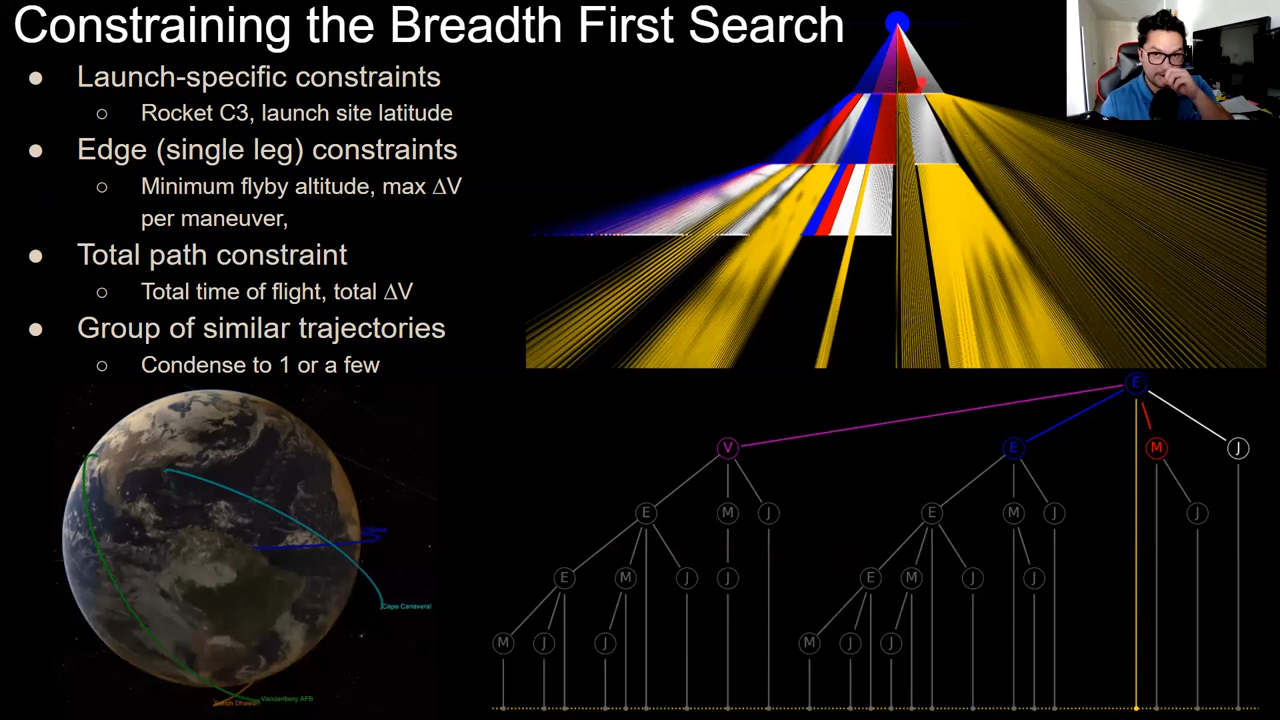 Constraining the Breadth First Search
● Launch-specific constraints
○ Rocket C3, launch site latitude
● Edge (single leg) constraints
○ Minimum flyby altitude, max ΔV
per maneuver,
● Total path constraint
○ Total time of flight, total ΔV
● Group of similar trajectories
○ Condense to 1 or a few
E
V E M J
E M J E M J J
E M J J E M J J
M J J M J J
Cape Canaveral
Vandenberg AFB